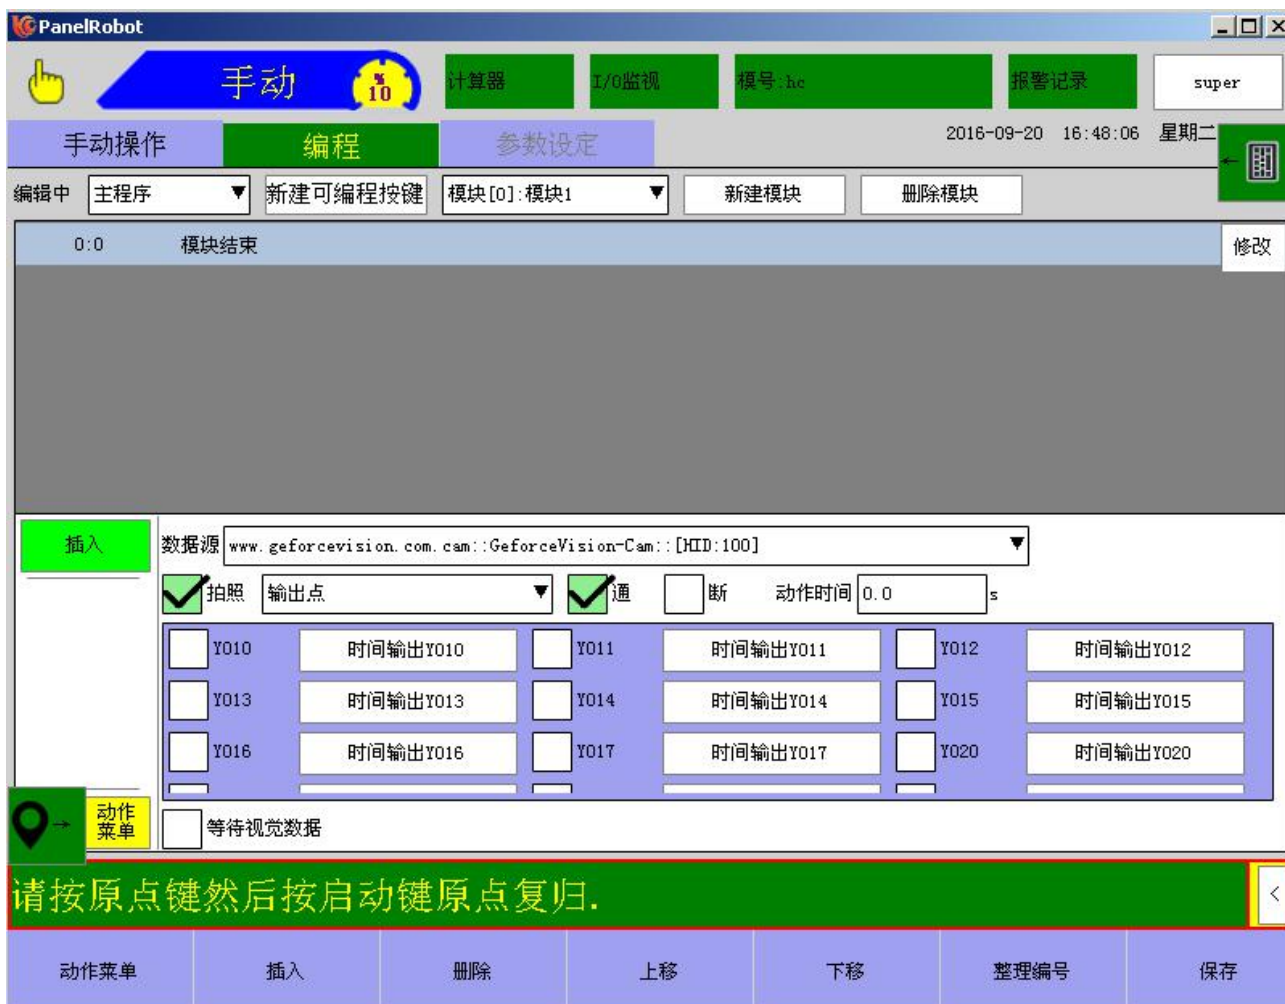 PanelRobot
手动 % 10 计算器 I/O监视 模号:hc 报警记录 super
手动操作 编程 参数设定 2016-09-20 16:48:06 星期二
编辑中 主程序 新建可编程按键 模块[0]:模块1 新建模块 删除模块
0:0 模块结束 修改
插入 数据源 www.geforcevision.com.cam::GeforceVision-Cam::[HID:100]
拍照 输出点 通 断 动作时间 0.0 s
Y010 时间输出Y010 Y011 时间输出Y011 Y012 时间输出Y012
Y013 时间输出Y013 Y014 时间输出Y014 Y015 时间输出Y015
Y016 时间输出Y016 Y017 时间输出Y017 Y020 时间输出Y020
动作
菜单
等待视觉数据
请按原点键然后按启动键原点复归.
动作菜单 插入 删除 上移 下移 整理编号 保存